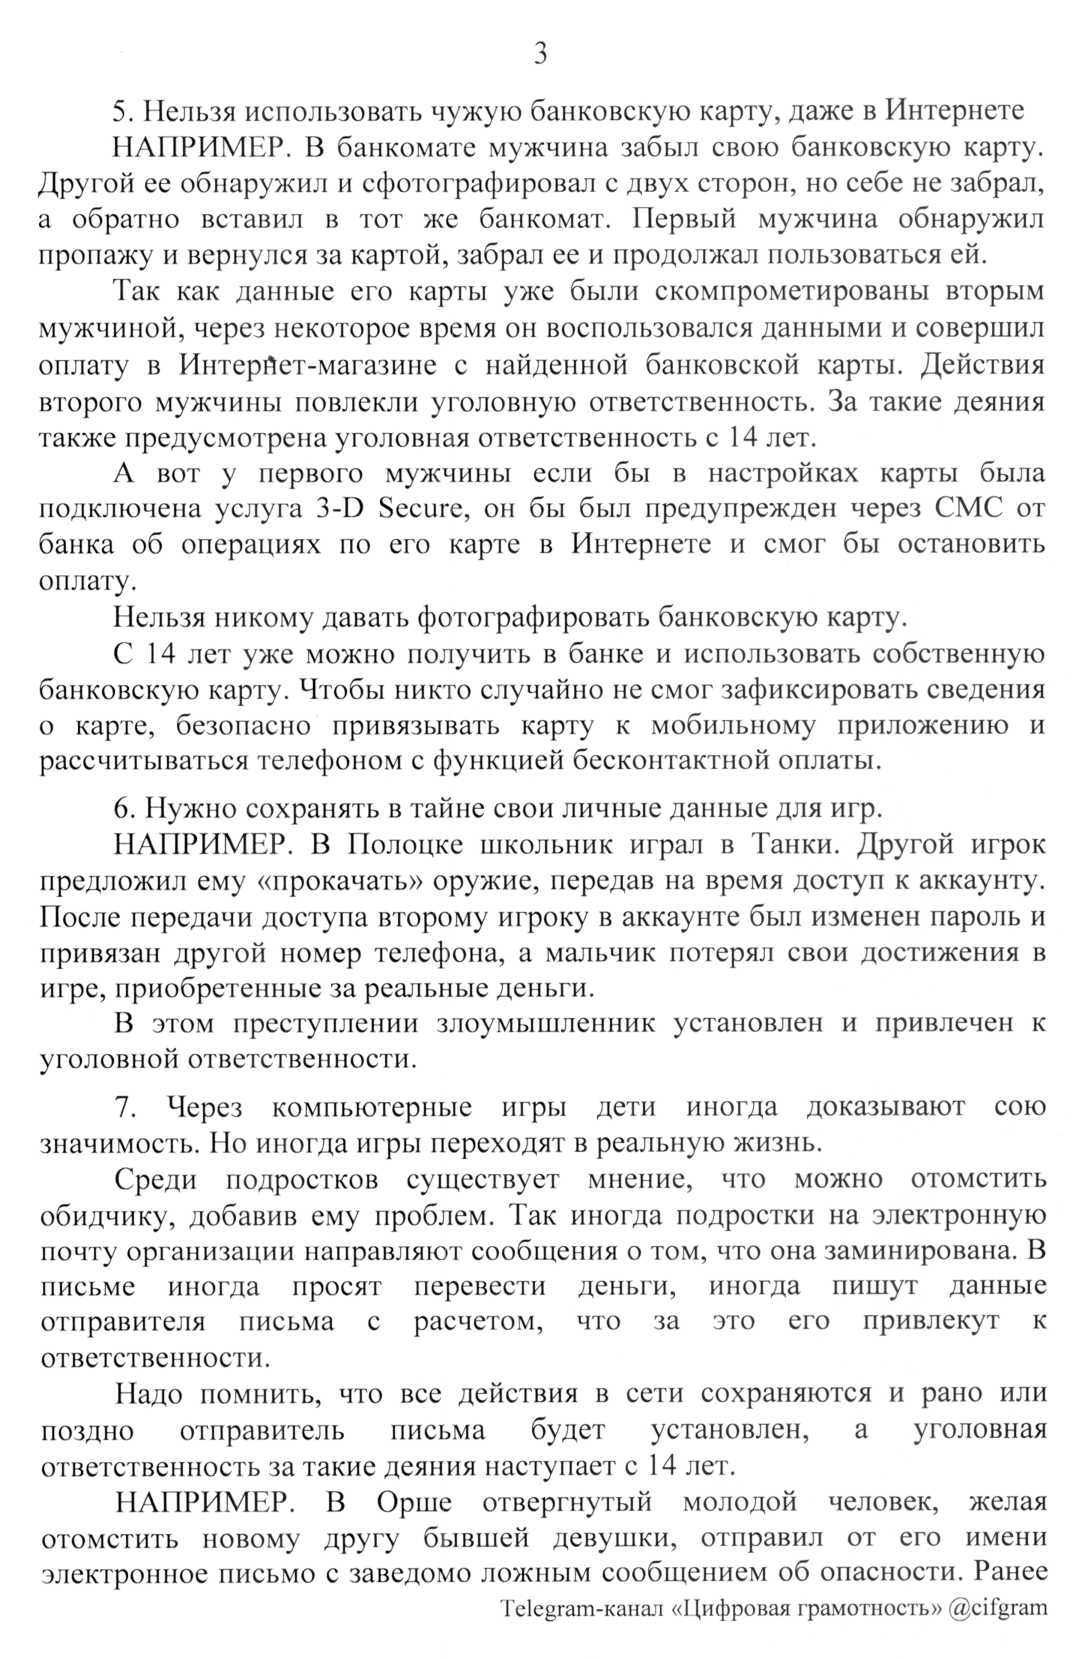 3
5. Нельзя использовать чужую банковскую карту, даже в Интернете
НАПРИМЕР. В банкомате мужчина забыл свою банковскую карту.
Другой ее обнаружил и сфотографировал с двух сторон, но себе не забрал,
а обратно вставил в тот же банкомат. Первый мужчина обнаружил
пропажу и вернулся за картой, забрал ее и продолжал пользоваться ей.
Так как данные его карты уже были скомпрометированы вторым
мужчиной, через некоторое время он воспользовался данными и совершил
оплату в Интернет-магазине с найденной банковской карты. Действия
второго мужчины повлекли уголовную ответственность. За такие деяния
также предусмотрена уголовная ответственность с 14 лет.
А вот у первого мужчины если бы в настройках карты была
подключена услуга 3-D Secure, он бы был предупрежден через СМС от
банка об операциях по его карте в Интернете и смог бы остановить
оплату.
Нельзя никому давать фотографировать банковскую карту.
С 14 лет уже можно получить в банке и использовать собственную
банковскую карту. Чтобы никто случайно не смог зафиксировать сведения
о карте, безопасно привязывать карту к мобильному приложению и
рассчитываться телефоном с функцией бесконтактной оплаты.
6. Нужно сохранять в тайне свои личные данные для игр.
НАПРИМЕР. В Полоцке школьник играл в Танки. Другой игрок
предложил ему «прокачать» оружие, передав на время доступ к аккаунту.
После передачи доступа второму игроку в аккаунте был изменен пароль и
привязан другой номер телефона, а мальчик потерял свои достижения в
игре, приобретенные за реальные деньги.
В этом преступлении злоумышленник установлен и привлечен к
уголовной ответственности.
7. Через компьютерные игры дети иногда доказывают сою
значимость. Но иногда игры переходят в реальную жизнь.
Среди подростков существует мнение, что можно отомстить
обидчику, добавив ему проблем. Так иногда подростки на электронную
почту организации направляют сообщения о том, что она заминирована. В
письме иногда просят перевести деньги, иногда пишут данные
отправителя письма с расчетом, что за это его привлекут к
ответственности.
Надо помнить, что все действия в сети сохраняются и рано или
поздно отправитель письма будет установлен, а уголовная
ответственность за такие деяния наступает с 14 лет.
НАПРИМЕР. В Орше отвергнутый молодой человек, желая
отомстить новому другу бывшей девушки, отправил от его имени
электронное письмо с заведомо ложным сообщением об опасности. Ранее
Telegram-канал «Цифровая грамотность» @cifgram